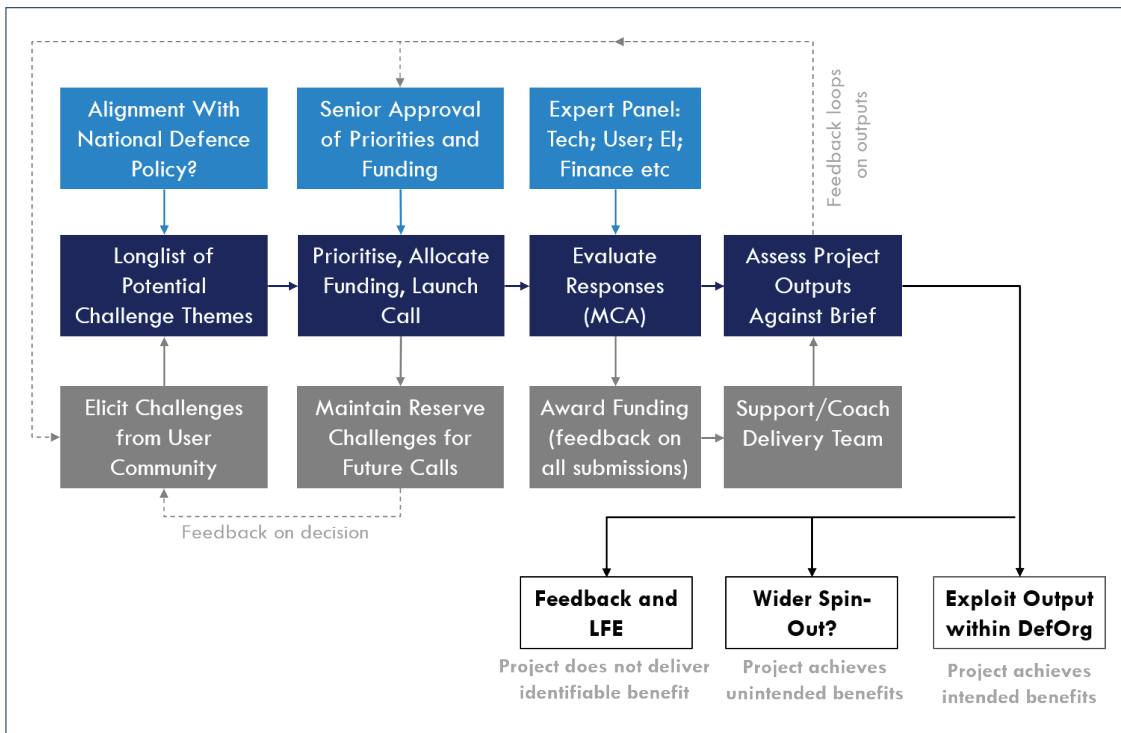 Alignment With
National Defence
Policy?
Senior Approval
of Priorities and
Funding
Expert Panel:
Tech; User; EI;
Finance etc
Feedback loops
on outputs
Longlist of
Potential
Challenge Themes
Prioritise, Allocate
Funding, Launch
Call
Evaluate
Responses
(MCA)
Assess Project
Outputs
Against Brief
Elicit Challenges
from User
Community
Maintain Reserve
Challenges for
Future Calls
Award Funding
(feedback on
all submissions)
Support/Coach
Delivery Team
Feedback on decision
Feedback and
LFE
Wider Spin-
Out?
Exploit Output
within DefOrg
Project does not deliver
identifiable benefit
Project achieves
unintended benefits
Project achieves
intended benefits